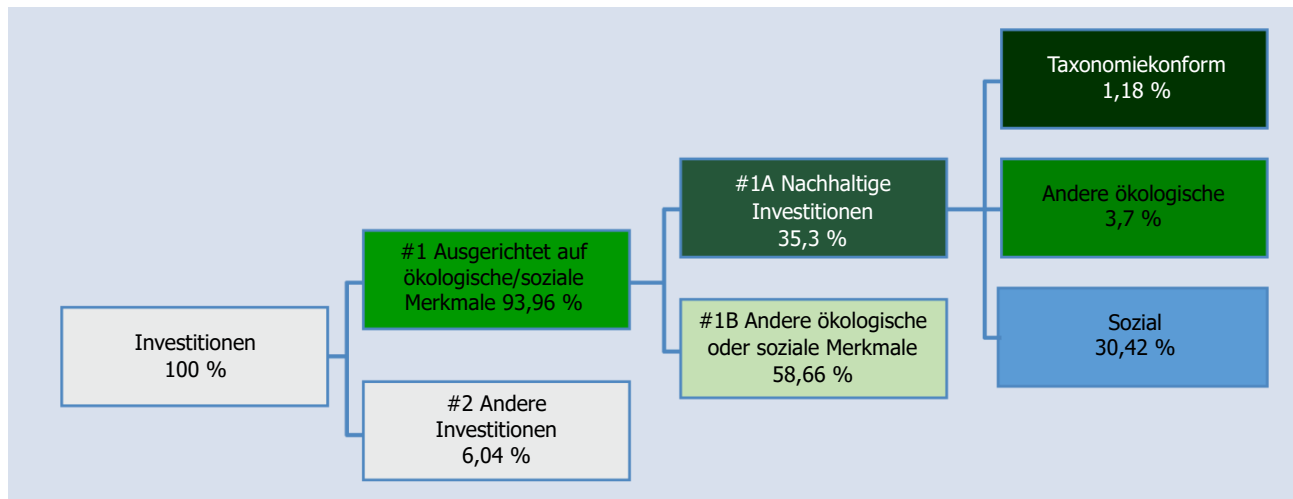 Investitionen
100 %
#1 Ausgerichtet auf
ökologische/soziale
Merkmale 93,96 %
#2 Andere
Investitionen
6,04 %
#1A Nachhaltige
Investitionen
35,3 %
#1B Andere ökologische
oder soziale Merkmale
58,66 %
Taxonomiekonform
1,18 %
Andere ökologische
3,7 %
Sozial
30,42 %